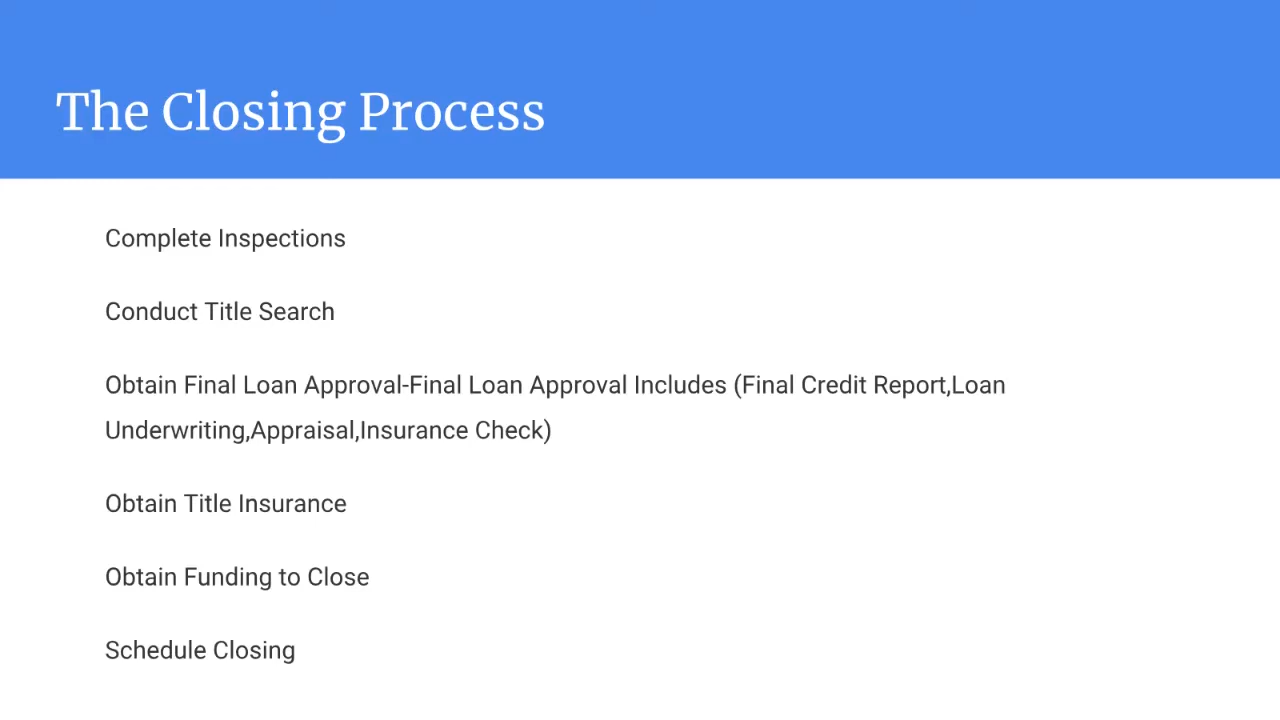 The Closing Process
Complete Inspections
Conduct Title Search
Obtain Final Loan Approval-Final Loan Approval Includes (Final Credit Report,Loan
Underwriting,Appraisal,Insurance Check)
Obtain Title Insurance
Obtain Funding to Close
Schedule Closing